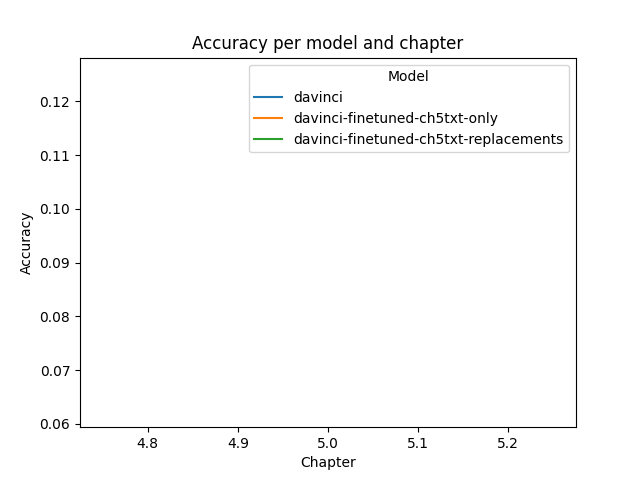 Accuracy per model and chapter
Model
davinci
davinci-finetuned-ch5txt-only
davinci-finetuned-ch5txt-replacements
Accuracy
0.12
0.11
0.10
0.09
0.08
0.07
0.06
4.8 4.9 5.0 5.1 5.2
Chapter